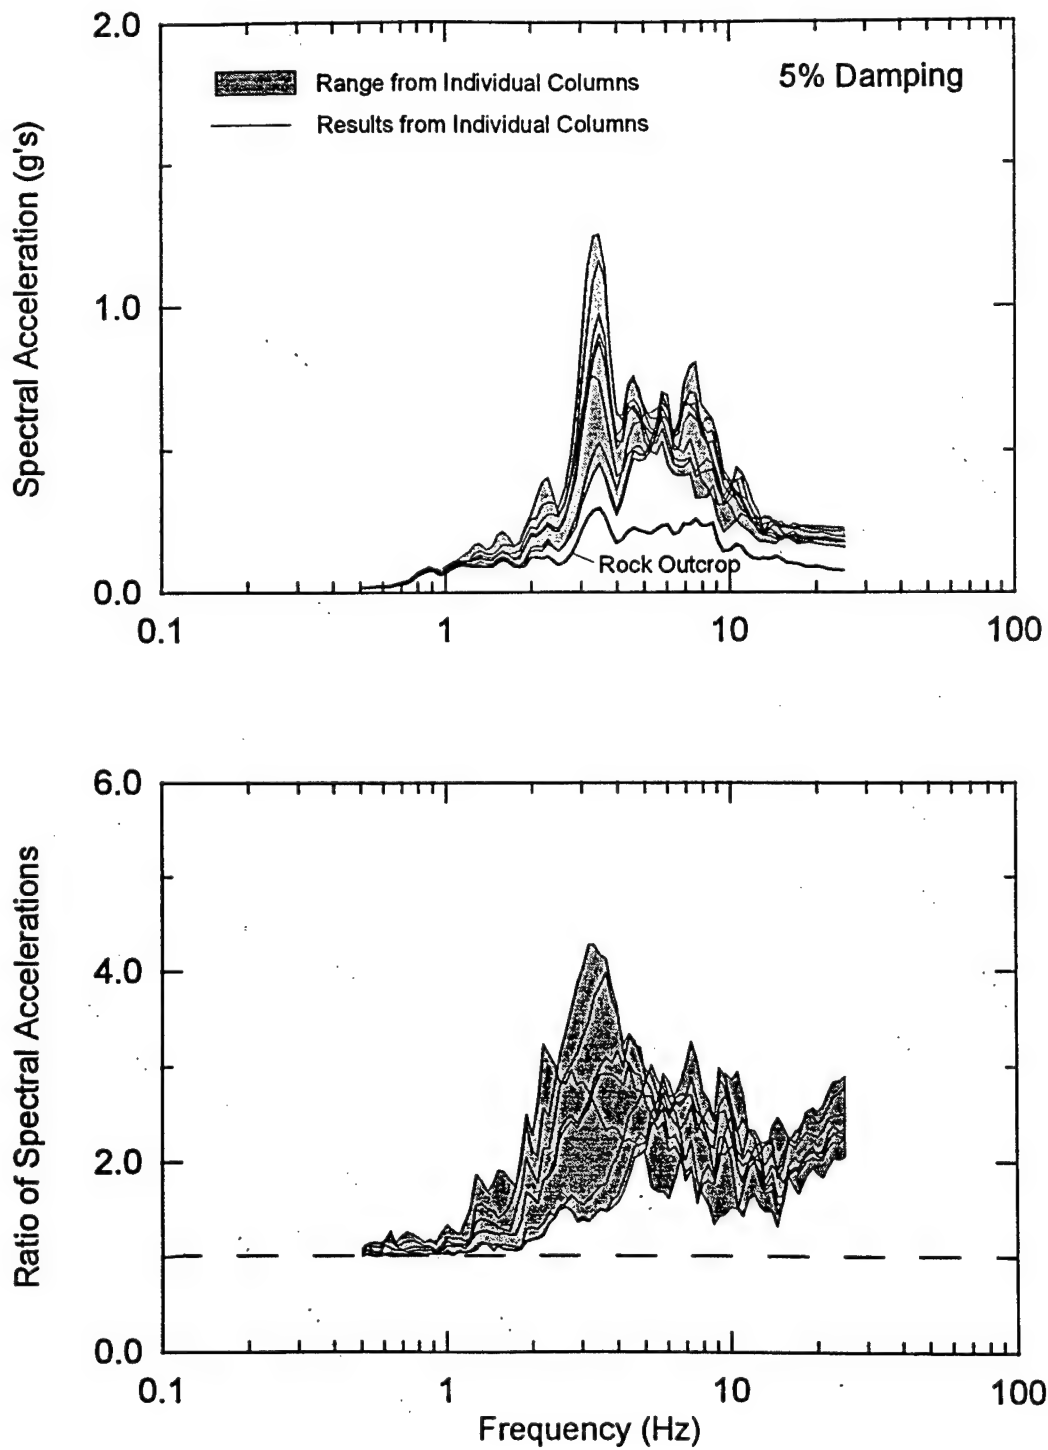 2.0
Range from Individual Columns
5% Damping
Results from Individual Columns
Spectral Acceleration (g's)
1.0
Rock Outcrop
0.0
0.1 1 10 100
6.0
Ratio of Spectral Accelerations
4.0
2.0
0.0
0.1 1 10 100
Frequency (Hz)